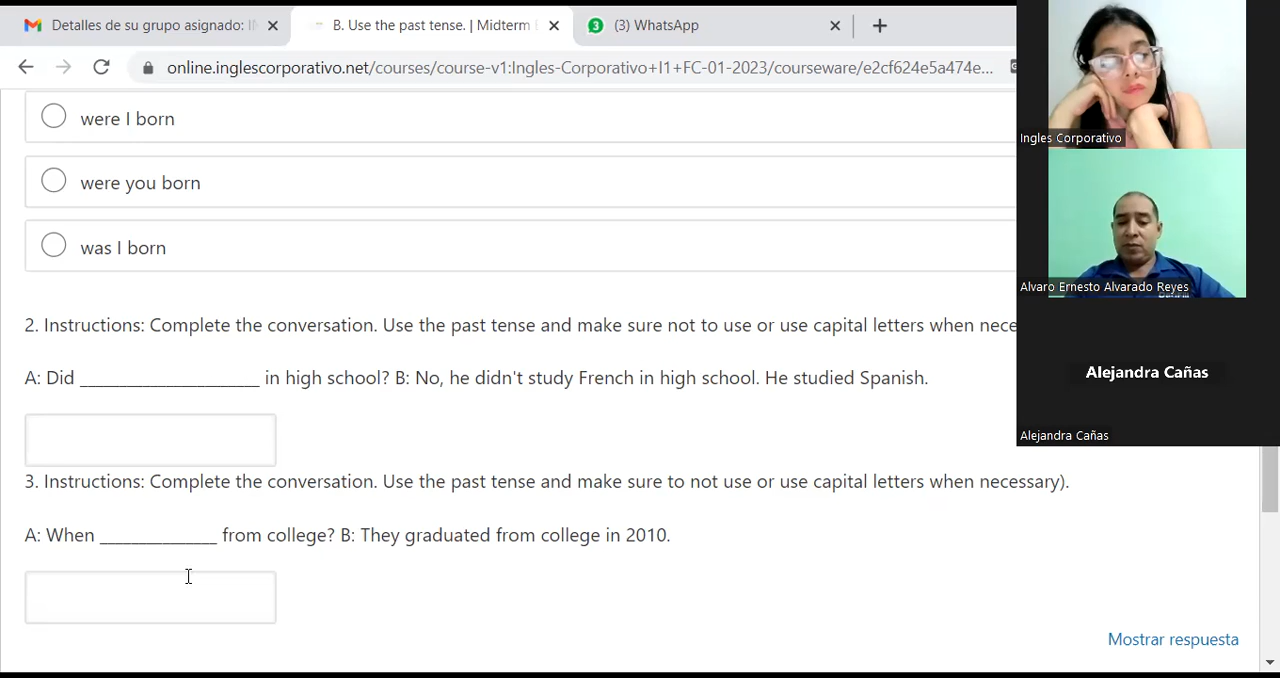 Detalles de su grupo asignado: II
B. Use the past tense. | Midterm
(3) WhatsApp
online.inglescorporativo.net/courses/course-v1:Ingles-Corporativo+I1+FC-01-2023/courseware/e2cf624e5a474e...
were I born
were you born
was I born
2. Instructions: Complete the conversation. Use the past tense and make sure not to use or use capital letters when nece
A: Did ____________________ in high school? B: No, he didn't study French in high school. He studied Spanish.
3. Instructions: Complete the conversation. Use the past tense and make sure to not use or use capital letters when necessary).
A: When _____________ from college? B: They graduated from college in 2010.
Mostrar respuesta
Ingles Corporativo
Alvaro Ernesto Alvarado Reyes
Alejandra Cañas
Alejandra Cañas